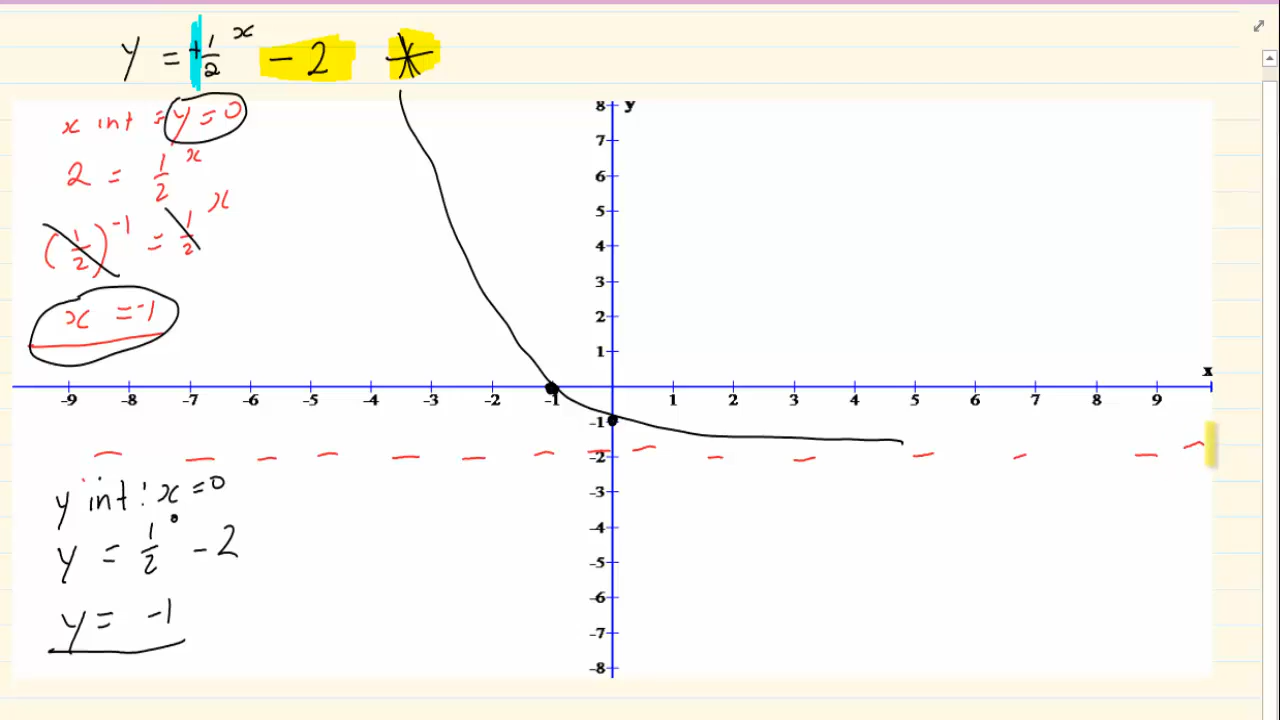 y = +1/2^x - 2 *
x int = y = 0
2 = 1/2^x
(1/2)^-1 = 1/2^x
x = -1
y int : x = 0
y = 1/2^0 - 2
y = -1
y
8
7
6
5
4
3
2
1
x
-9 -8 -7 -6 -5 -4 -3 -2 -1 1 2 3 4 5 6 7 8 9
-1
-2
-3
-4
-5
-6
-7
-8